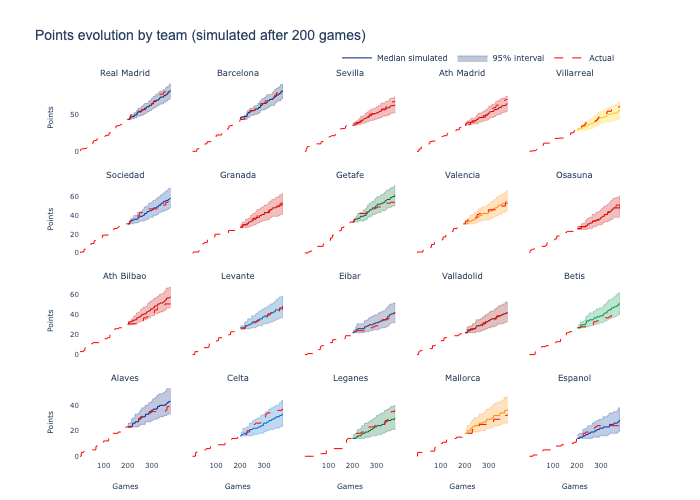 Points evolution by team (simulated after 200 games)
Median simulated 95% interval Actual
Real Madrid Barcelona Sevilla Ath Madrid Villarreal
Points
50
0
Sociedad Granada Getafe Valencia Osasuna
Points
60
40
20
0
Ath Bilbao Levante Eibar Valladolid Betis
Points
60
40
20
0
Alaves Celta Leganes Mallorca Espanol
Points
40
20
0
100 200 300 100 200 300 100 200 300 100 200 300 100 200 300
Games Games Games Games Games